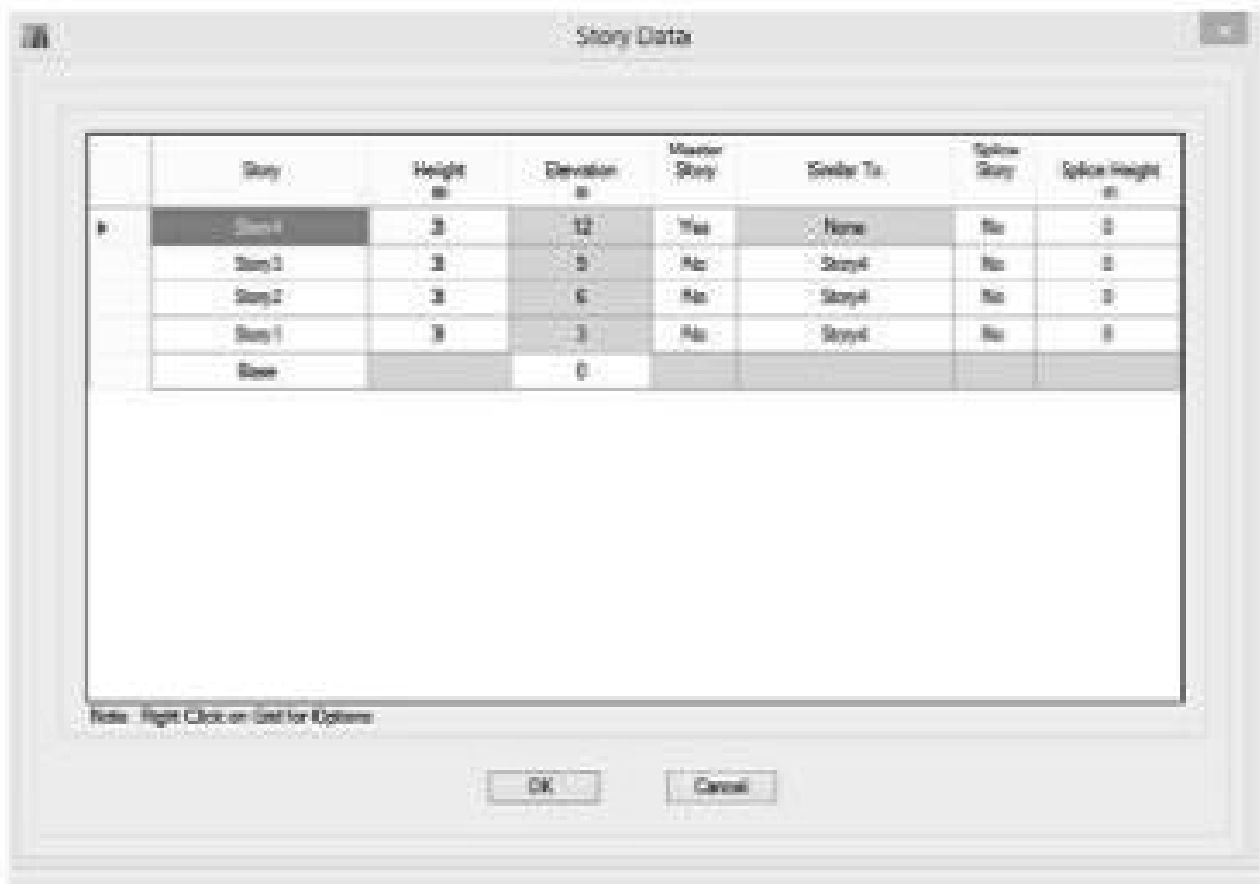 Story Data
Story Height m Elevation m Master Story Similar To Splice Story Splice Height m
Story4 3 12 Yes None No 0
Story3 3 9 No Story4 No 0
Story2 3 6 No Story4 No 0
Story1 3 3 No Story4 No 0
Base 0
Note: Right Click on Grid for Options
OK Cancel